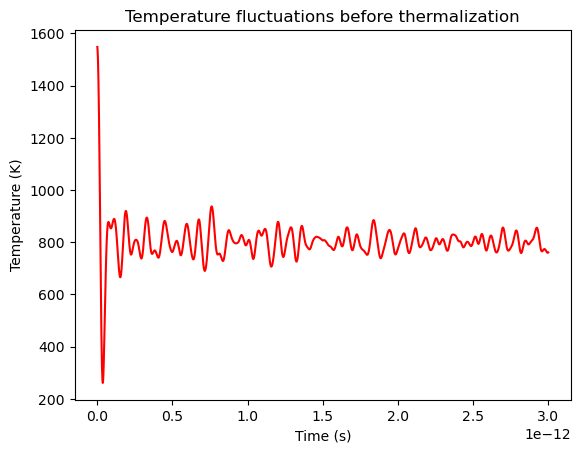 Temperature fluctuations before thermalization
Temperature (K)
1600
1400
1200
1000
800
600
400
200
0.0 0.5 1.0 1.5 2.0 2.5 3.0
Time (s)
1e−12